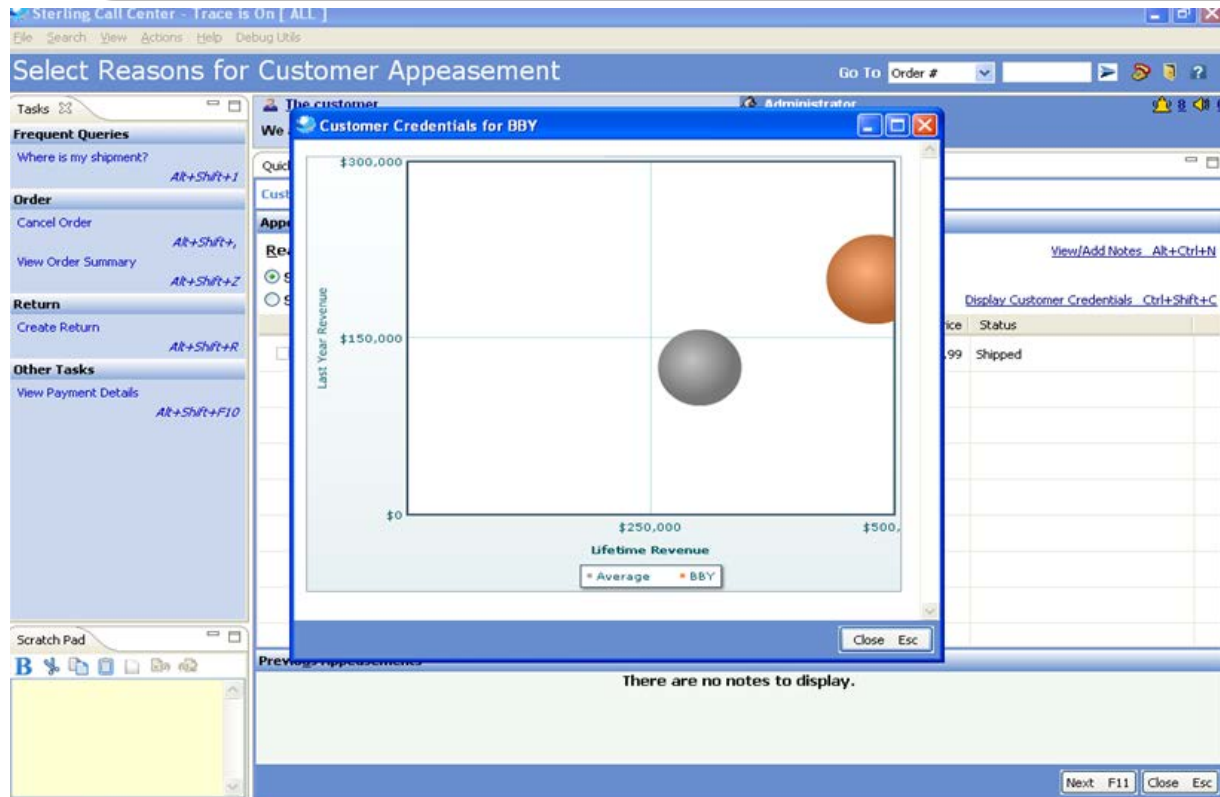 Sterling Call Center - Trace is On [ ALL ]
File Search View Actions Help Debug Utils
Select Reasons for Customer Appeasement
Go To Order #
Tasks
Frequent Queries
Where is my shipment?
Alt+Shift+1
Order
Cancel Order
Alt+Shift+,
View Order Summary
Alt+Shift+Z
Return
Create Return
Alt+Shift+R
Other Tasks
View Payment Details
Alt+Shift+F10
Scratch Pad
B
The customer
Administrator
8
We
Customer Credentials for BBY
$300,000
$150,000
$0
Last Year Revenue
$250,000
$500,
Lifetime Revenue
Average BBY
Close Esc
View/Add Notes Alt+Ctrl+N
Display Customer Credentials Ctrl+Shift+C
Status
.99 Shipped
There are no notes to display.
Next F11 Close Esc